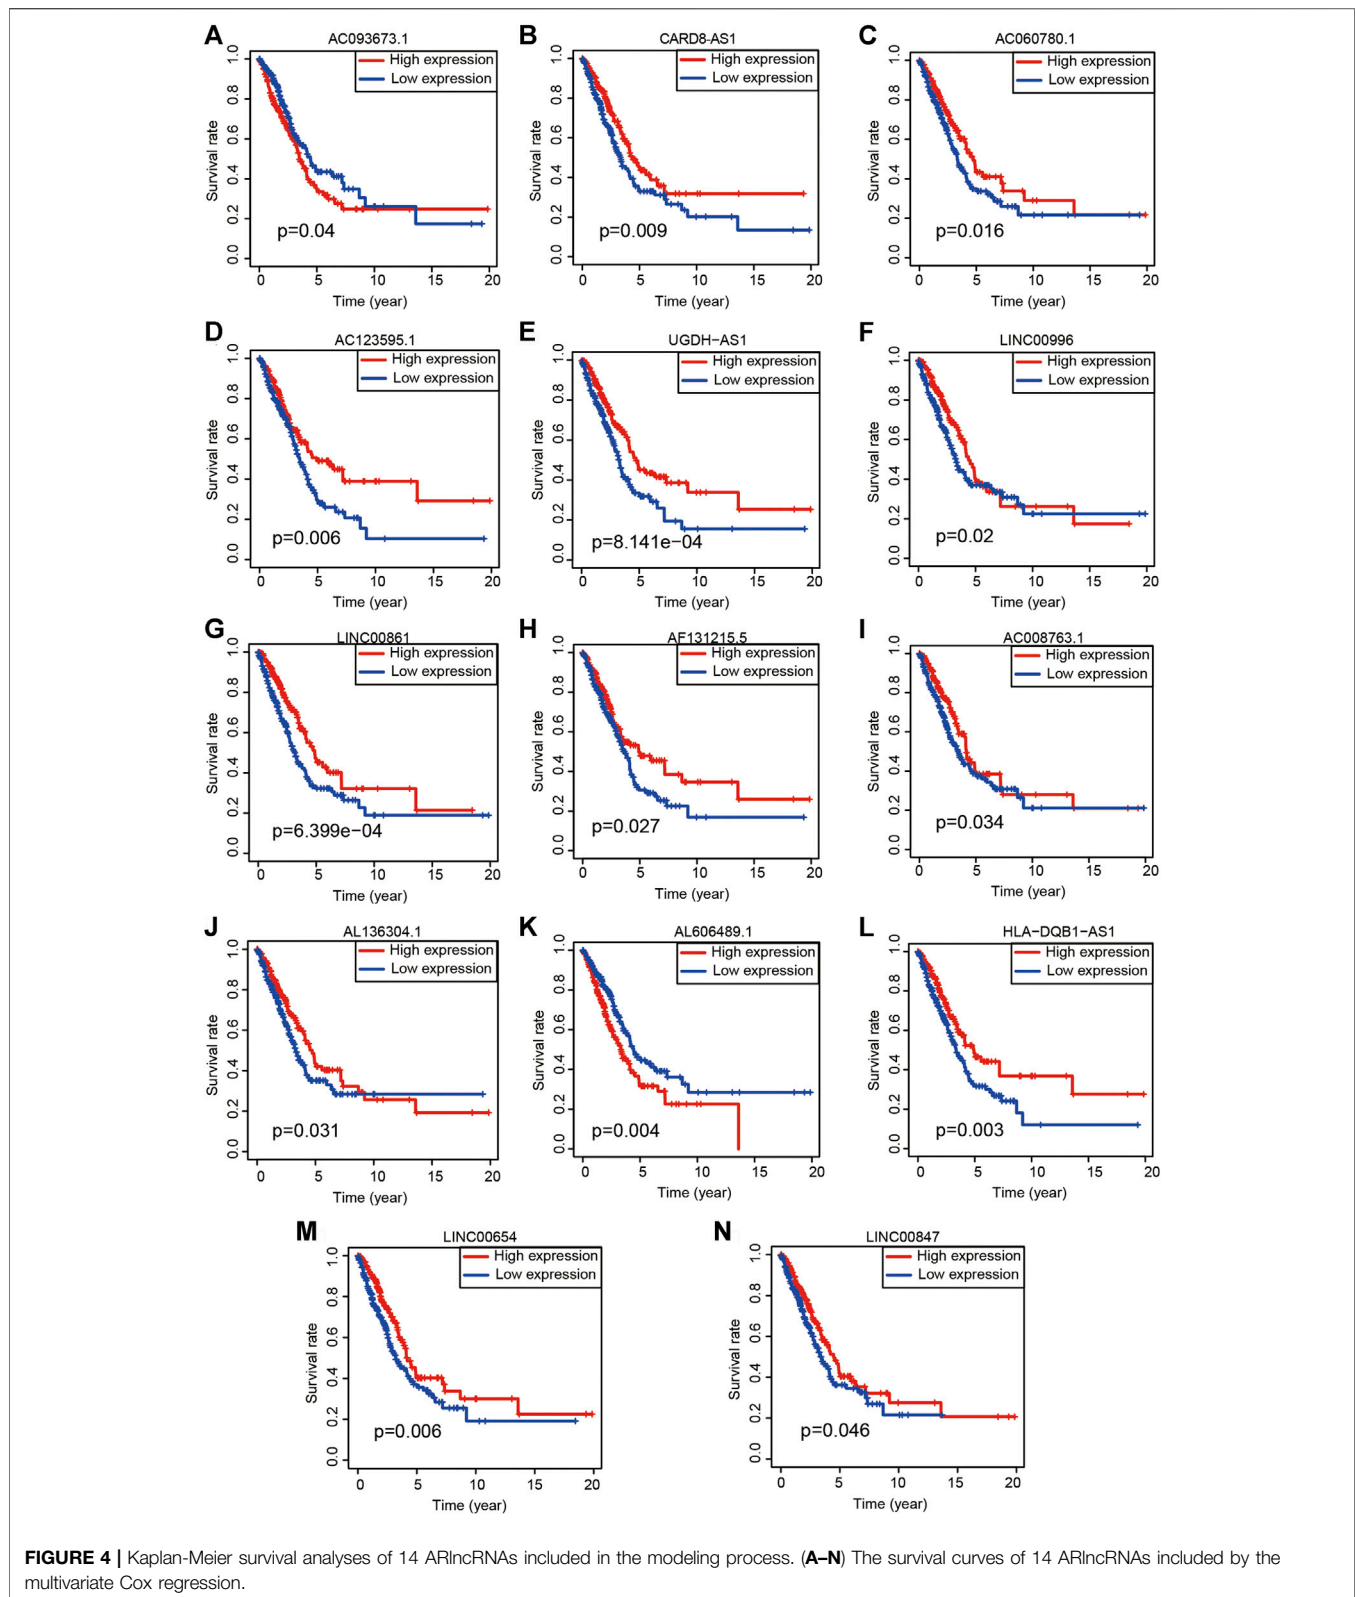 A
AC093673.1
High expression
Low expression
Survival rate
0.0 0.2 0.4 0.6 0.8 1.0
p=0.04
0 5 10 15 20
Time (year)
B
CARD8-AS1
High expression
Low expression
Survival rate
0.0 0.2 0.4 0.6 0.8 1.0
p=0.009
0 5 10 15 20
Time (year)
C
AC060780.1
High expression
Low expression
Survival rate
0.0 0.2 0.4 0.6 0.8 1.0
p=0.016
0 5 10 15 20
Time (year)
D
AC123595.1
High expression
Low expression
Survival rate
0.0 0.2 0.4 0.6 0.8 1.0
p=0.006
0 5 10 15 20
Time (year)
E
UGDH−AS1
High expression
Low expression
Survival rate
0.0 0.2 0.4 0.6 0.8 1.0
p=8.141e−04
0 5 10 15 20
Time (year)
F
LINC00996
High expression
Low expression
Survival rate
0.0 0.2 0.4 0.6 0.8 1.0
p=0.02
0 5 10 15 20
Time (year)
G
LINC00861
High expression
Low expression
Survival rate
0.0 0.2 0.4 0.6 0.8 1.0
p=6.399e−04
0 5 10 15 20
Time (year)
H
AF131215.5
High expression
Low expression
Survival rate
0.0 0.2 0.4 0.6 0.8 1.0
p=0.027
0 5 10 15 20
Time (year)
I
AC008763.1
High expression
Low expression
Survival rate
0.0 0.2 0.4 0.6 0.8 1.0
p=0.034
0 5 10 15 20
Time (year)
J
AL136304.1
High expression
Low expression
Survival rate
0.0 0.2 0.4 0.6 0.8 1.0
p=0.031
0 5 10 15 20
Time (year)
K
AL606489.1
High expression
Low expression
Survival rate
0.0 0.2 0.4 0.6 0.8 1.0
p=0.004
0 5 10 15 20
Time (year)
L
HLA−DQB1−AS1
High expression
Low expression
Survival rate
0.0 0.2 0.4 0.6 0.8 1.0
p=0.003
0 5 10 15 20
Time (year)
M
LINC00654
High expression
Low expression
Survival rate
0.0 0.2 0.4 0.6 0.8 1.0
p=0.006
0 5 10 15 20
Time (year)
N
LINC00847
High expression
Low expression
Survival rate
0.0 0.2 0.4 0.6 0.8 1.0
p=0.046
0 5 10 15 20
Time (year)
FIGURE 4 | Kaplan-Meier survival analyses of 14 ARlncRNAs included in the modeling process. (A–N) The survival curves of 14 ARlncRNAs included by the
multivariate Cox regression.